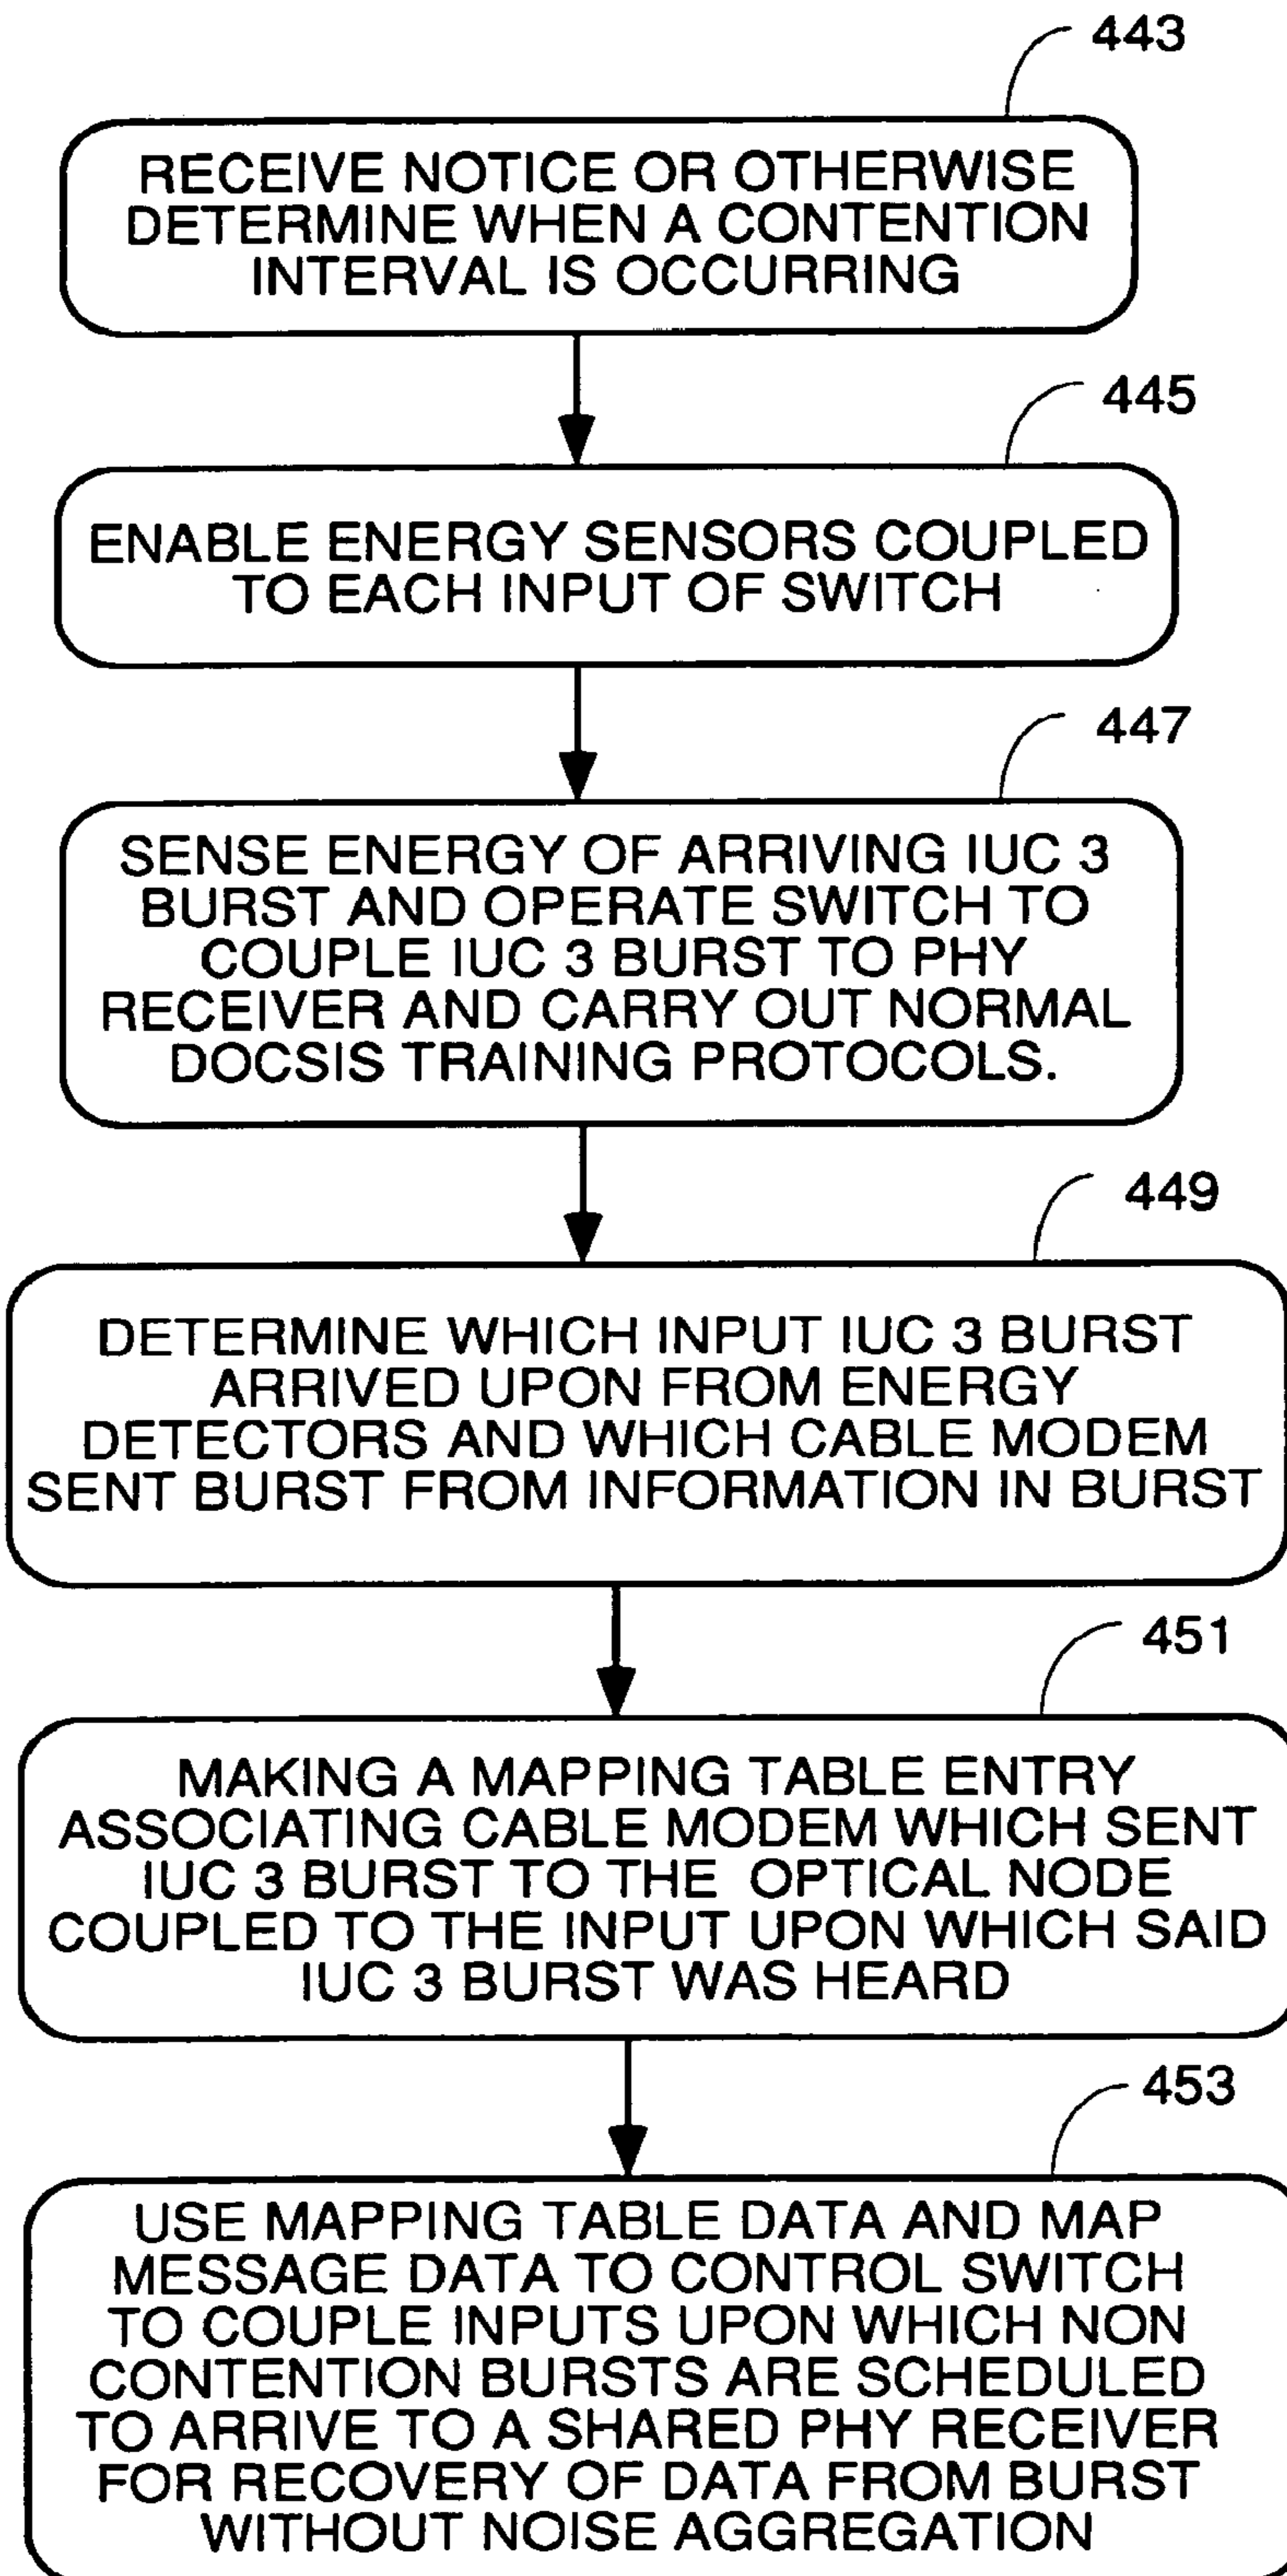 443
RECEIVE NOTICE OR OTHERWISE
DETERMINE WHEN A CONTENTION
INTERVAL IS OCCURRING
445
ENABLE ENERGY SENSORS COUPLED
TO EACH INPUT OF SWITCH
447
SENSE ENERGY OF ARRIVING IUC 3
BURST AND OPERATE SWITCH TO
COUPLE IUC 3 BURST TO PHY
RECEIVER AND CARRY OUT NORMAL
DOCSIS TRAINING PROTOCOLS.
449
DETERMINE WHICH INPUT IUC 3 BURST
ARRIVED UPON FROM ENERGY
DETECTORS AND WHICH CABLE MODEM
SENT BURST FROM INFORMATION IN BURST
451
MAKING A MAPPING TABLE ENTRY
ASSOCIATING CABLE MODEM WHICH SENT
IUC 3 BURST TO THE OPTICAL NODE
COUPLED TO THE INPUT UPON WHICH SAID
IUC 3 BURST WAS HEARD
453
USE MAPPING TABLE DATA AND MAP
MESSAGE DATA TO CONTROL SWITCH
TO COUPLE INPUTS UPON WHICH NON
CONTENTION BURSTS ARE SCHEDULED
TO ARRIVE TO A SHARED PHY RECEIVER
FOR RECOVERY OF DATA FROM BURST
WITHOUT NOISE AGGREGATION